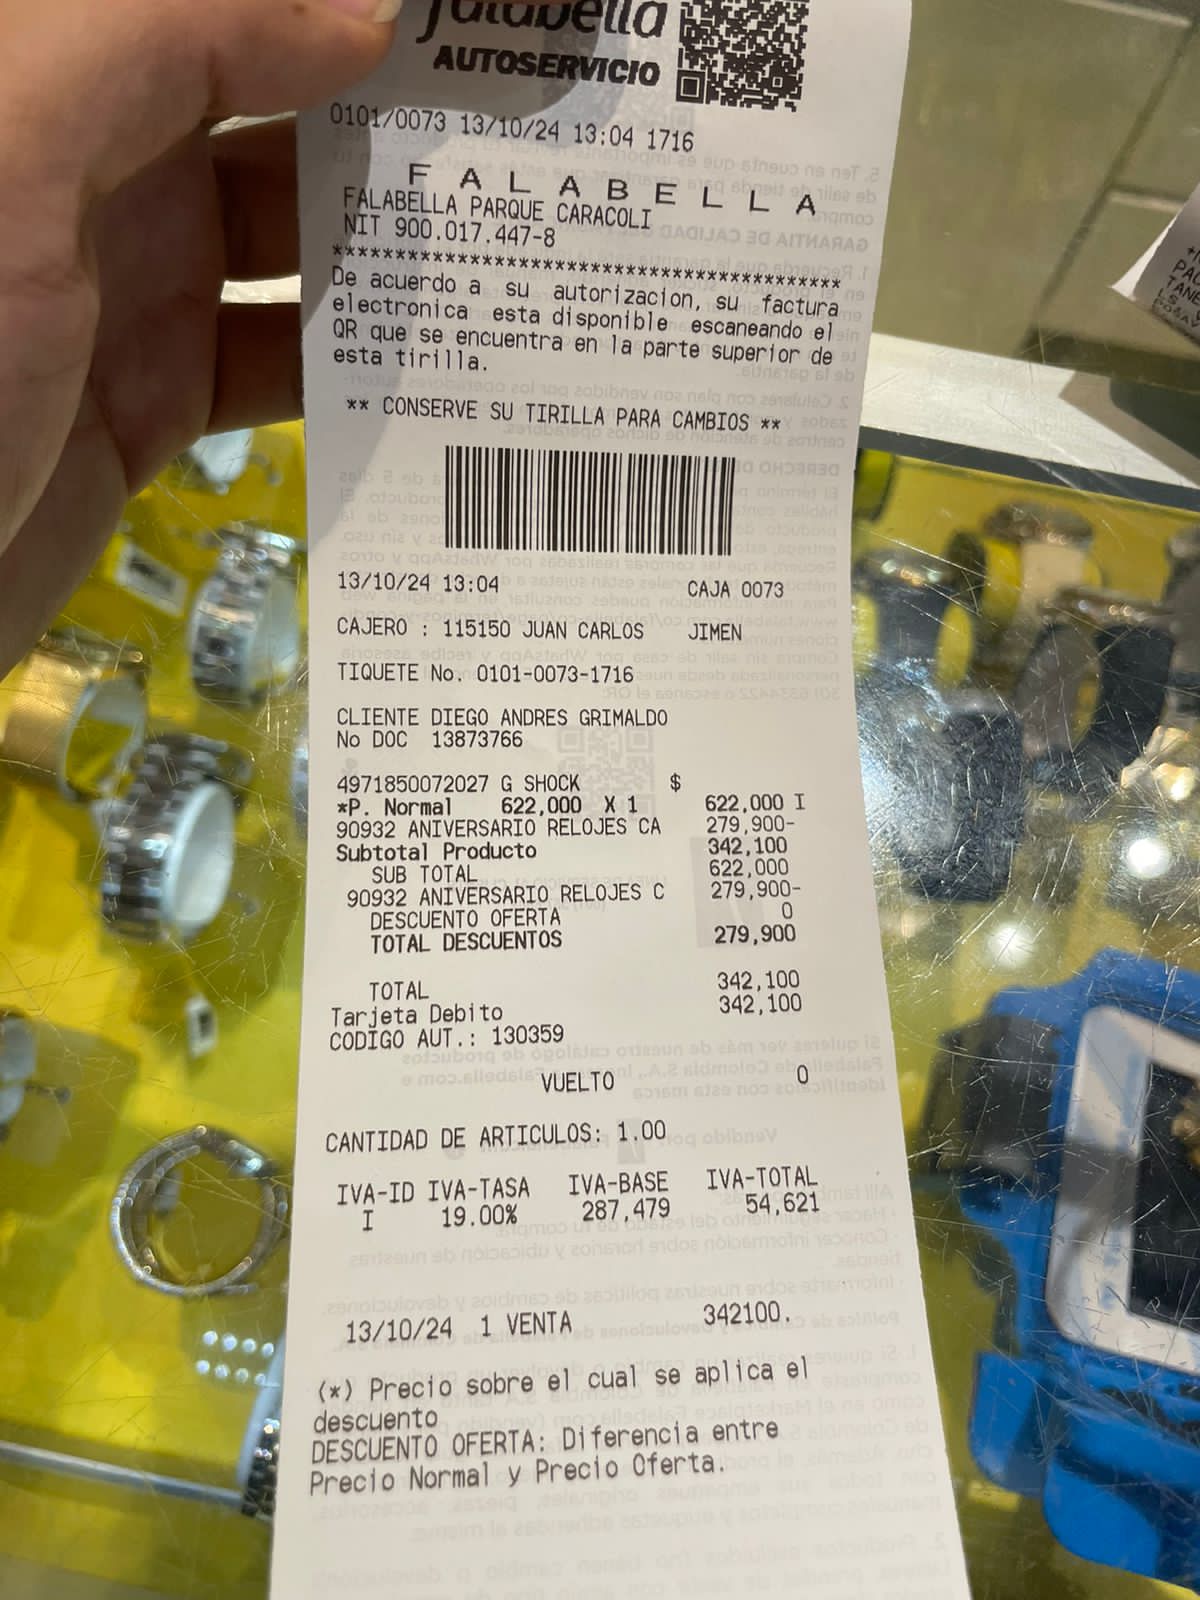 falabella
AUTOSERVICIO
0101/0073 13/10/24 13:04 1716
F A L A B E L L A
FALABELLA PARQUE CARACOLI
NIT 900.017.447-8
*****************************************
De acuerdo a su autorizacion, su factura
electronica esta disponible escaneando el
QR que se encuentra en la parte superior de
esta tirilla.
** CONSERVE SU TIRILLA PARA CAMBIOS **
13/10/24 13:04 CAJA 0073
CAJERO : 115150 JUAN CARLOS JIMEN
TIQUETE No. 0101-0073-1716
CLIENTE DIEGO ANDRES GRIMALDO
No DOC 13873766
4971850072027 G SHOCK $
*P. Normal 622,000 X 1 622,000 I
90932 ANIVERSARIO RELOJES CA 279,900-
Subtotal Producto 342,100
SUB TOTAL 622,000
90932 ANIVERSARIO RELOJES C 279,900-
DESCUENTO OFERTA 0
TOTAL DESCUENTOS 279,900
TOTAL 342,100
Tarjeta Debito 342,100
CODIGO AUT.: 130359
VUELTO 0
CANTIDAD DE ARTICULOS: 1.00
IVA-ID IVA-TASA IVA-BASE IVA-TOTAL
I 19.00% 287,479 54,621
13/10/24 1 VENTA 342100.
(*) Precio sobre el cual se aplica el
descuento
DESCUENTO OFERTA: Diferencia entre
Precio Normal y Precio Oferta.